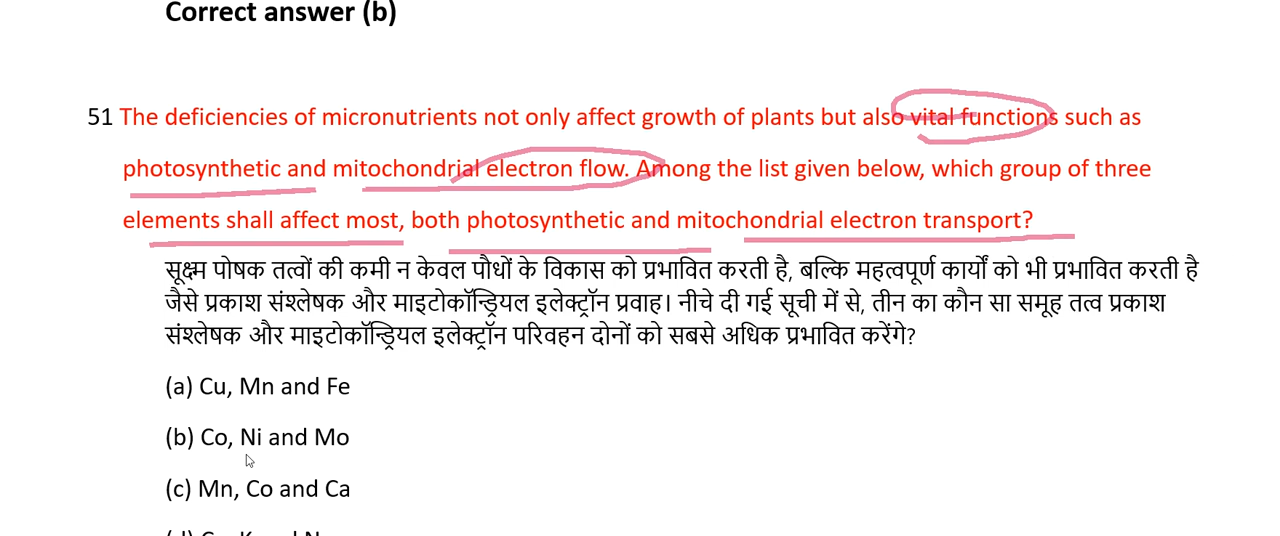 Correct answer (b)
51 The deficiencies of micronutrients not only affect growth of plants but also vital functions such as
photosynthetic and mitochondrial electron flow. Among the list given below, which group of three
elements shall affect most, both photosynthetic and mitochondrial electron transport?
सूक्ष्म पोषक तत्वों की कमी न केवल पौधों के विकास को प्रभावित करती है, बल्कि महत्वपूर्ण कार्यों को भी प्रभावित करती है
जैसे प्रकाश संश्लेषक और माइटोकॉन्ड्रियल इलेक्ट्रॉन प्रवाह। नीचे दी गई सूची में से, तीन का कौन सा समूह तत्व प्रकाश
संश्लेषक और माइटोकॉन्ड्रियल इलेक्ट्रॉन परिवहन दोनों को सबसे अधिक प्रभावित करेंगे?
(a) Cu, Mn and Fe
(b) Co, Ni and Mo
(c) Mn, Co and Ca